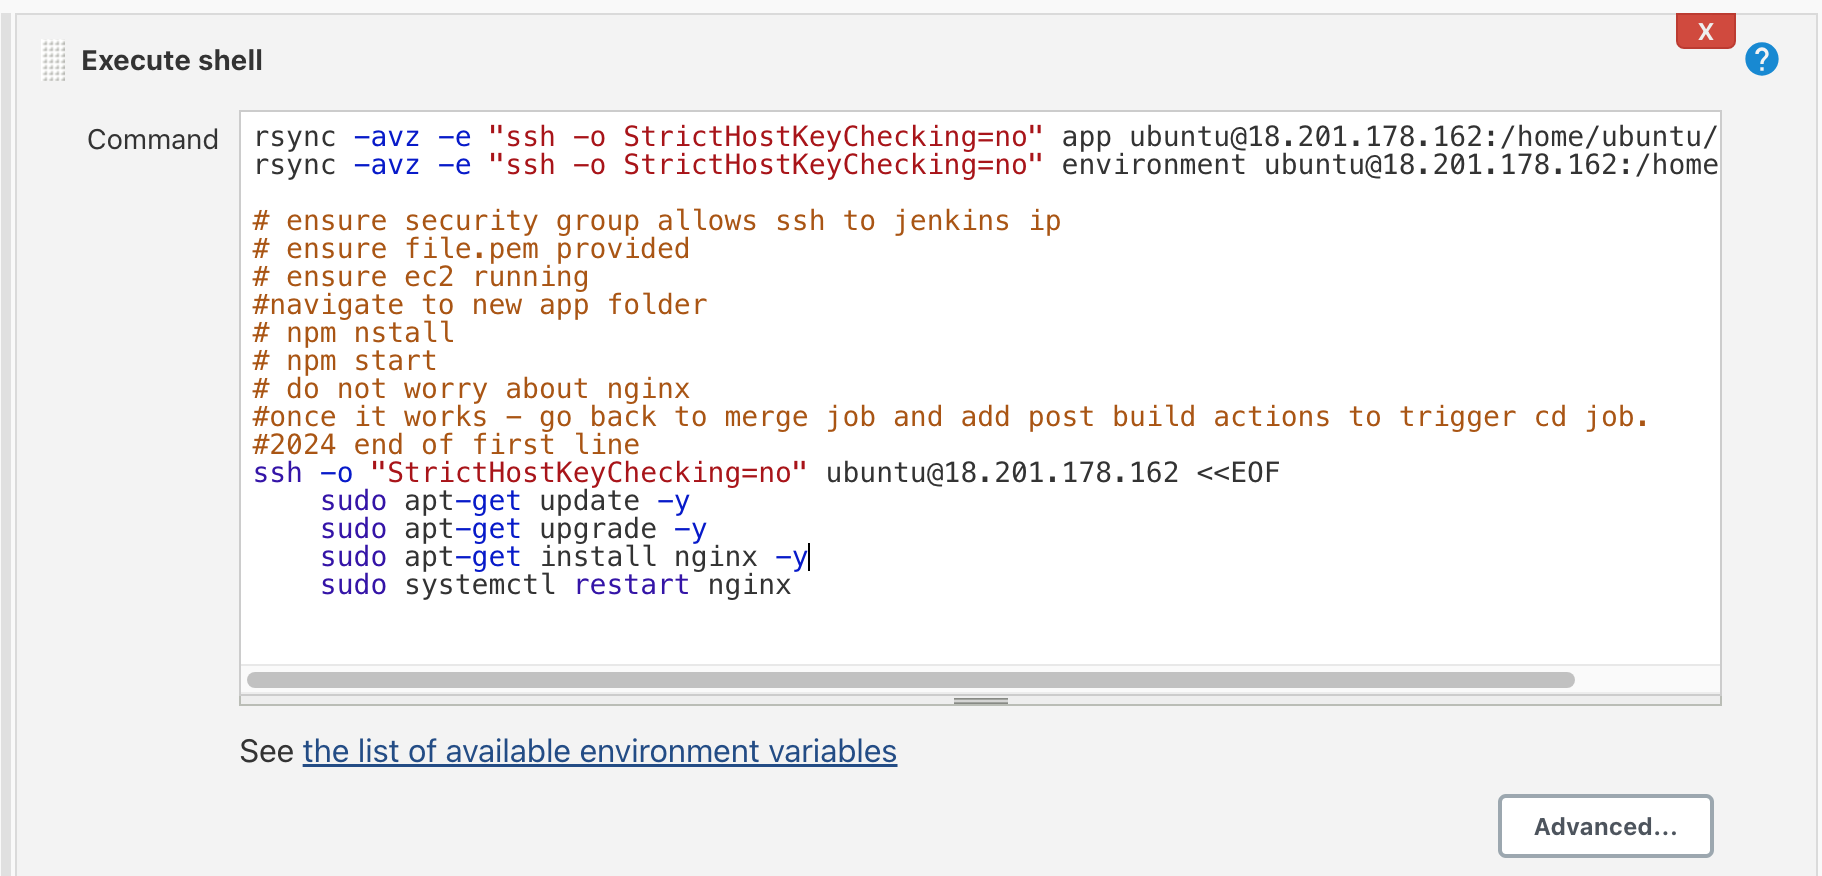 X
Execute shell
?
Command
rsync -avz -e "ssh -o StrictHostKeyChecking=no" app ubuntu@18.201.178.162:/home/ubuntu/
rsync -avz -e "ssh -o StrictHostKeyChecking=no" environment ubuntu@18.201.178.162:/home
# ensure security group allows ssh to jenkins ip
# ensure file.pem provided
# ensure ec2 running
#navigate to new app folder
# npm nstall
# npm start
# do not worry about nginx
#once it works - go back to merge job and add post build actions to trigger cd job.
#2024 end of first line
ssh -o "StrictHostKeyChecking=no" ubuntu@18.201.178.162 <<EOF
    sudo apt-get update -y
    sudo apt-get upgrade -y
    sudo apt-get install nginx -y
    sudo systemctl restart nginx
See the list of available environment variables
Advanced...